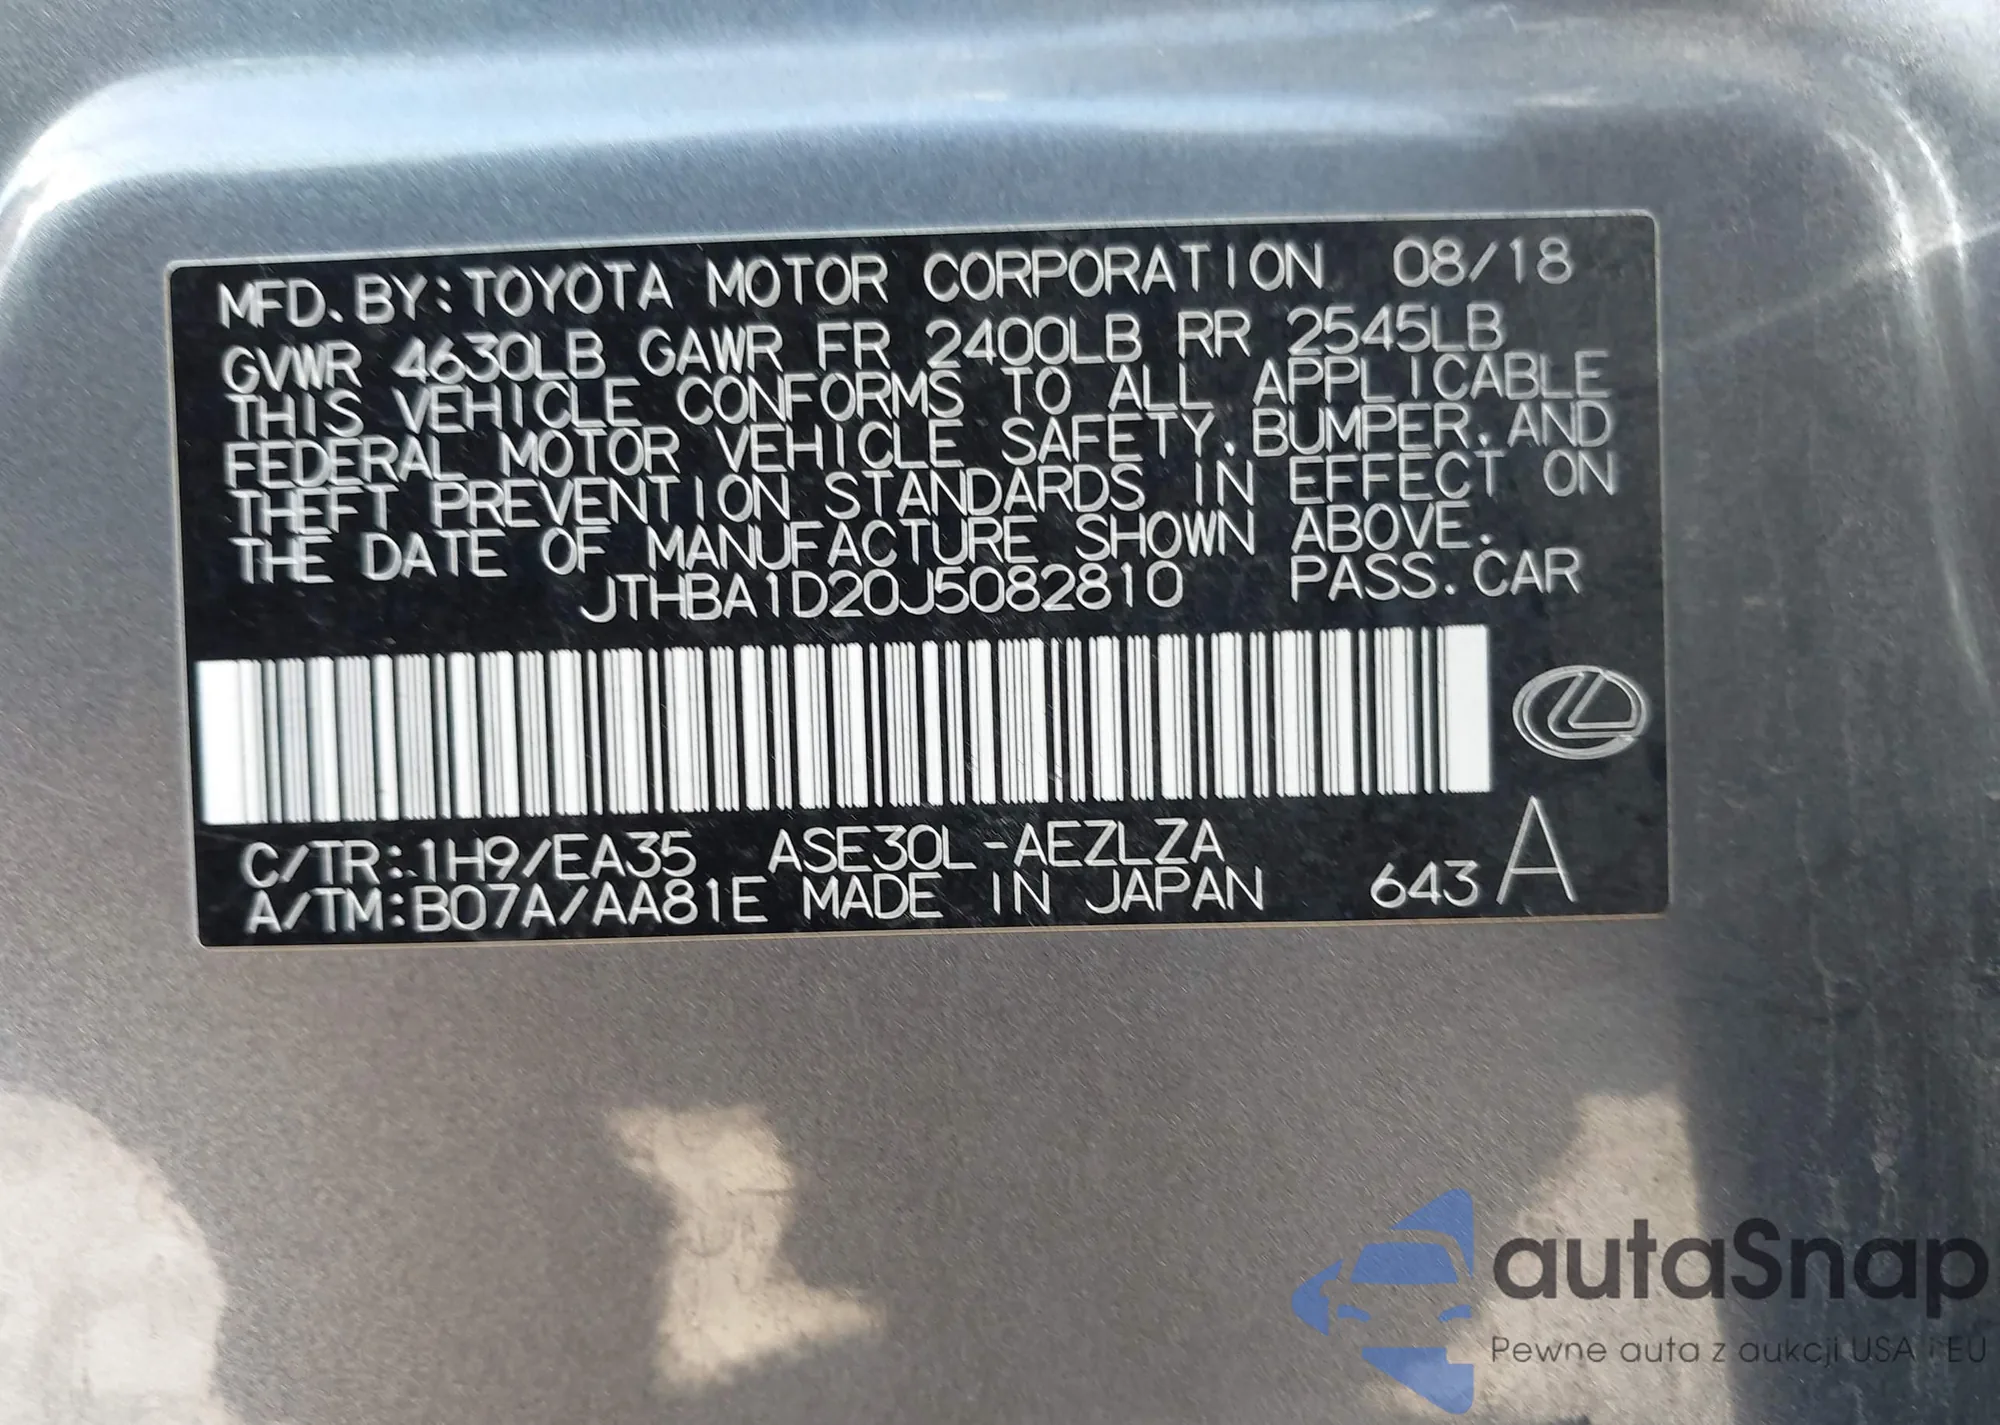 MFD. BY: TOYOTA MOTOR CORPORATION 08/18
GVWR 4630LB GAWR FR 2400LB RR 2545LB
THIS VEHICLE CONFORMS TO ALL APPLICABLE
FEDERAL MOTOR VEHICLE SAFETY, BUMPER, AND
THEFT PREVENTION STANDARDS IN EFFECT ON
THE DATE OF MANUFACTURE SHOWN ABOVE.
JTHBA1D20J5082810 PASS. CAR
C/TR: 1H9/EA35 ASE30L-AEZLZA
A/TM: B07A/AA81E MADE IN JAPAN 643 A
autaSnap
Pewne auta z aukcji USA i EU